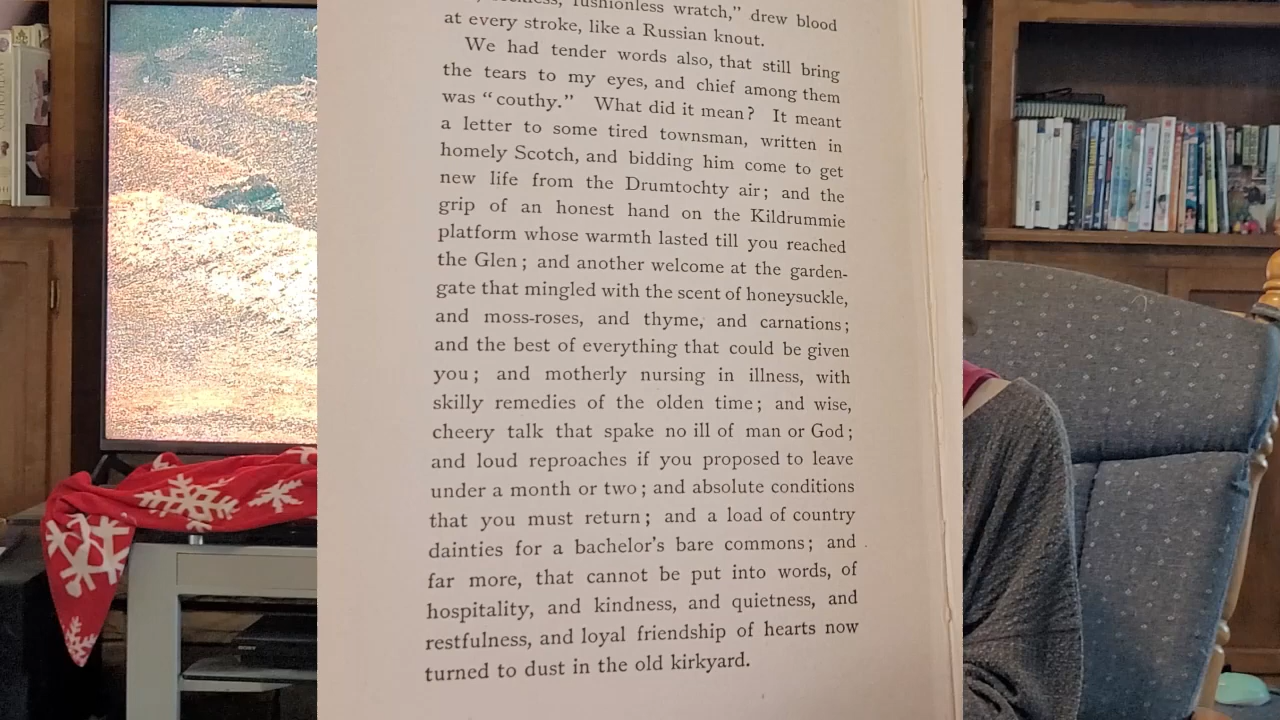 fushionless wratch,” drew blood
at every stroke, like a Russian knout.
We had tender words also, that still bring
the tears to my eyes, and chief among them
was “couthy.” What did it mean? It meant
a letter to some tired townsman, written in
homely Scotch, and bidding him come to get
new life from the Drumtochty air; and the
grip of an honest hand on the Kildrummie
platform whose warmth lasted till you reached
the Glen; and another welcome at the garden-
gate that mingled with the scent of honeysuckle,
and moss-roses, and thyme, and carnations;
and the best of everything that could be given
you; and motherly nursing in illness, with
skilly remedies of the olden time; and wise,
cheery talk that spake no ill of man or God;
and loud reproaches if you proposed to leave
under a month or two; and absolute conditions
that you must return; and a load of country
dainties for a bachelor’s bare commons; and
far more, that cannot be put into words, of
hospitality, and kindness, and quietness, and
restfulness, and loyal friendship of hearts now
turned to dust in the old kirkyard.